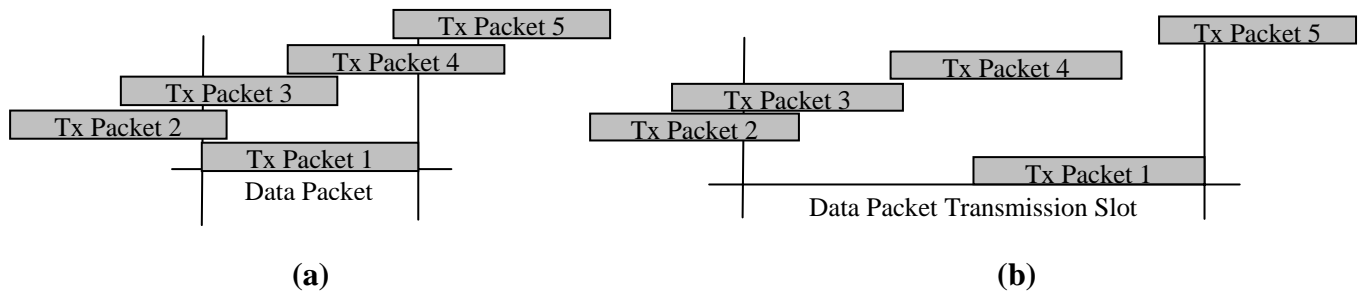 Tx Packet 5
Tx Packet 4
Tx Packet 3
Tx Packet 2
Tx Packet 1
Data Packet
(a)
Tx Packet 5
Tx Packet 4
Tx Packet 3
Tx Packet 2
Tx Packet 1
Data Packet Transmission Slot
(b)